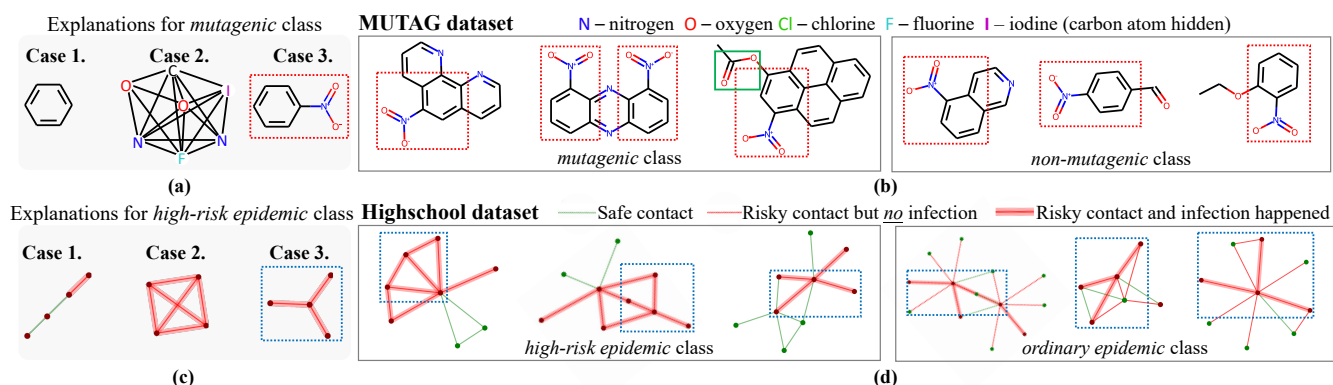 Explanations for mutagenic class
Case 1. Case 2. Case 3.
C
O
I
O
N
N
F
N+
O
O-
(a)
MUTAG dataset
N – nitrogen O – oxygen Cl – chlorine F – fluorine I – iodine (carbon atom hidden)
N
N
N+
O
O-
O-
N+
O
O
N+
O-
N
N
O
O
N+
O
O-
mutagenic class
N+
O-
O
N
O-
N+
O
O
O
N+
O
O-
non-mutagenic class
(b)
Explanations for high-risk epidemic class
Case 1. Case 2. Case 3.
(c)
Highschool dataset
Safe contact
Risky contact but no infection
Risky contact and infection happened
high-risk epidemic class
ordinary epidemic class
(d)